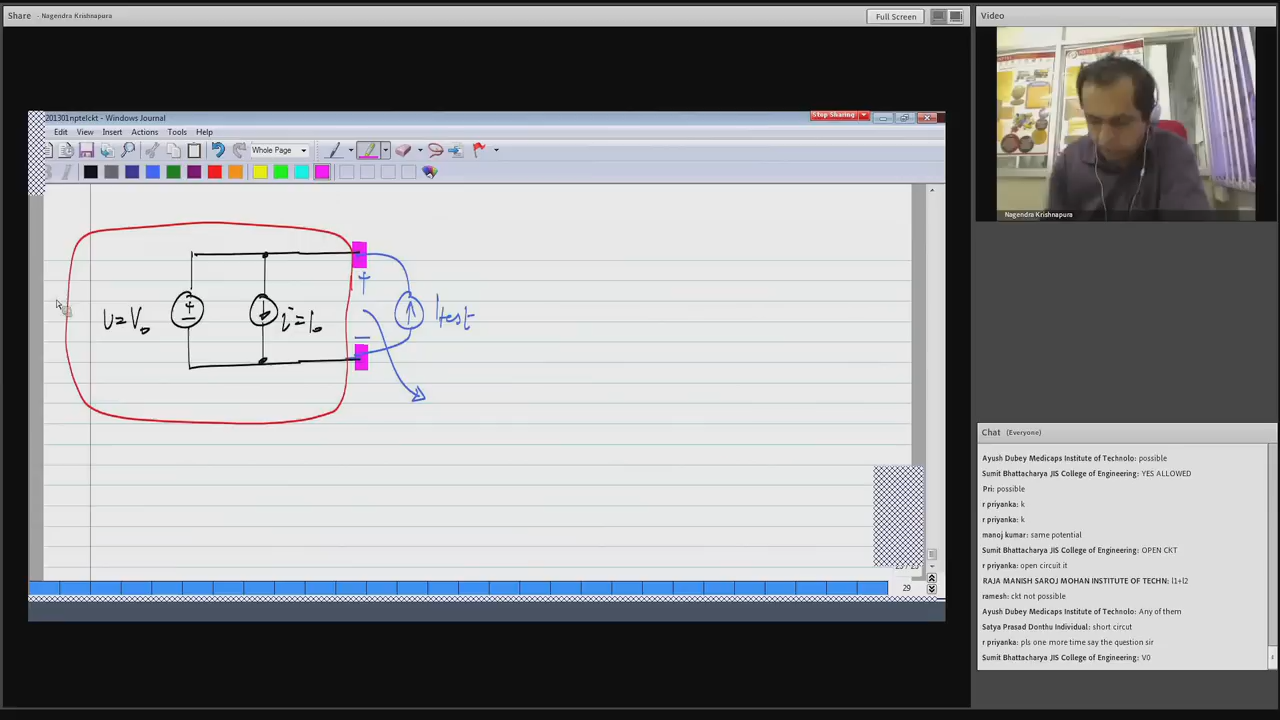 Share - Nagendra Krishnapura
Full Screen
Video
201301nptelckt - Windows Journal
Stop Sharing
Edit View Insert Actions Tools Help
Whole Page
+
v=V0
i=I0
+
−
Itest
29
Nagendra Krishnapura
Chat (Everyone)
Ayush Dubey Medicaps Institute of Technolo: possible
Sumit Bhattacharya JIS College of Engineering: YES ALLOWED
Pri: possible
r priyanka: k
r priyanka: k
manoj kumar: same potential
Sumit Bhattacharya JIS College of Engineering: OPEN CKT
r priyanka: open circuit it
RAJA MANISH SAROJ MOHAN INSTITUTE OF TECHN: I1+I2
ramesh: ckt not possible
Ayush Dubey Medicaps Institute of Technolo: Any of them
Satya Prasad Donthu Individual: short circut
r priyanka: pls one more time say the question sir
Sumit Bhattacharya JIS College of Engineering: V0